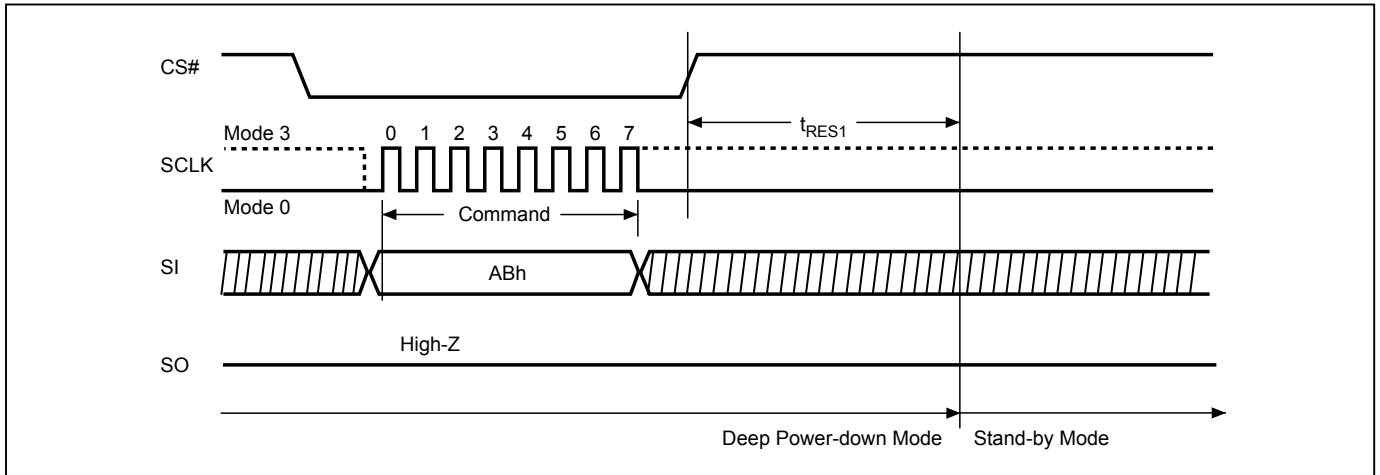 CS#
tRES1
Mode 3
0 1 2 3 4 5 6 7
SCLK
Mode 0
Command
SI
ABh
High-Z
SO
Deep Power-down Mode
Stand-by Mode